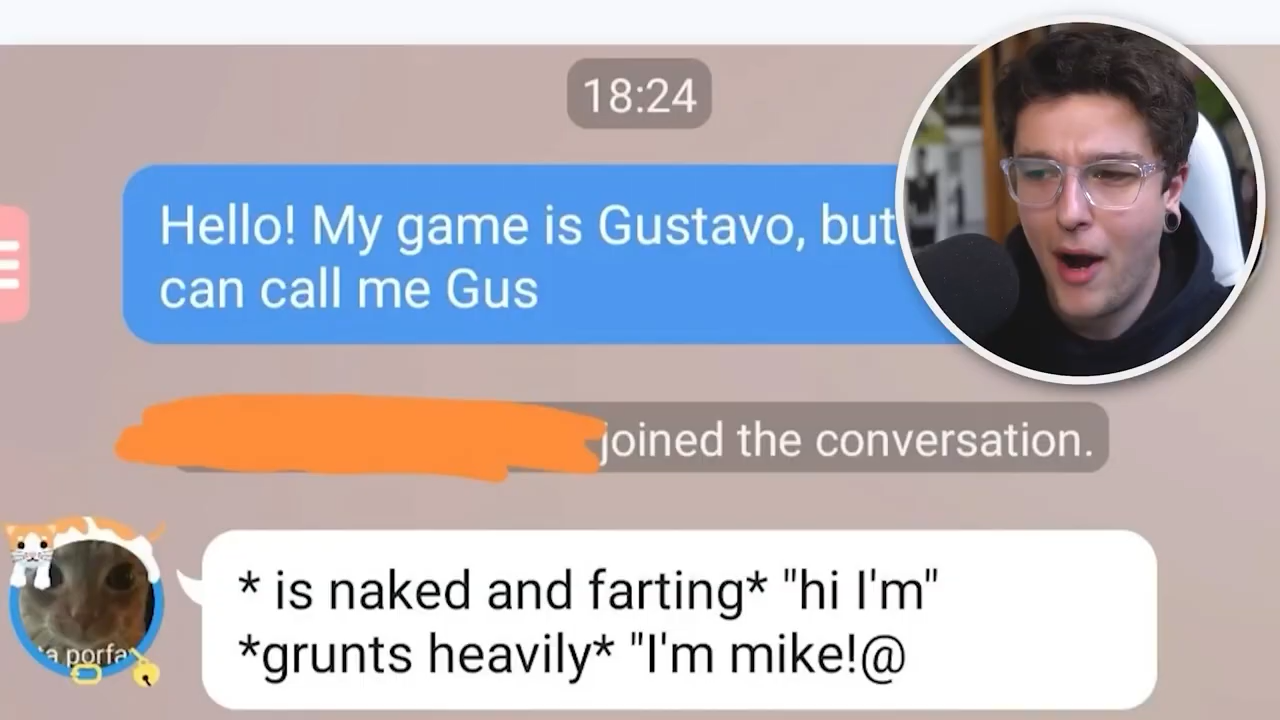 18:24
Hello! My game is Gustavo, but
can call me Gus
joined the conversation.
* is naked and farting* "hi I'm"
*grunts heavily* "I'm mike!@
a porfa